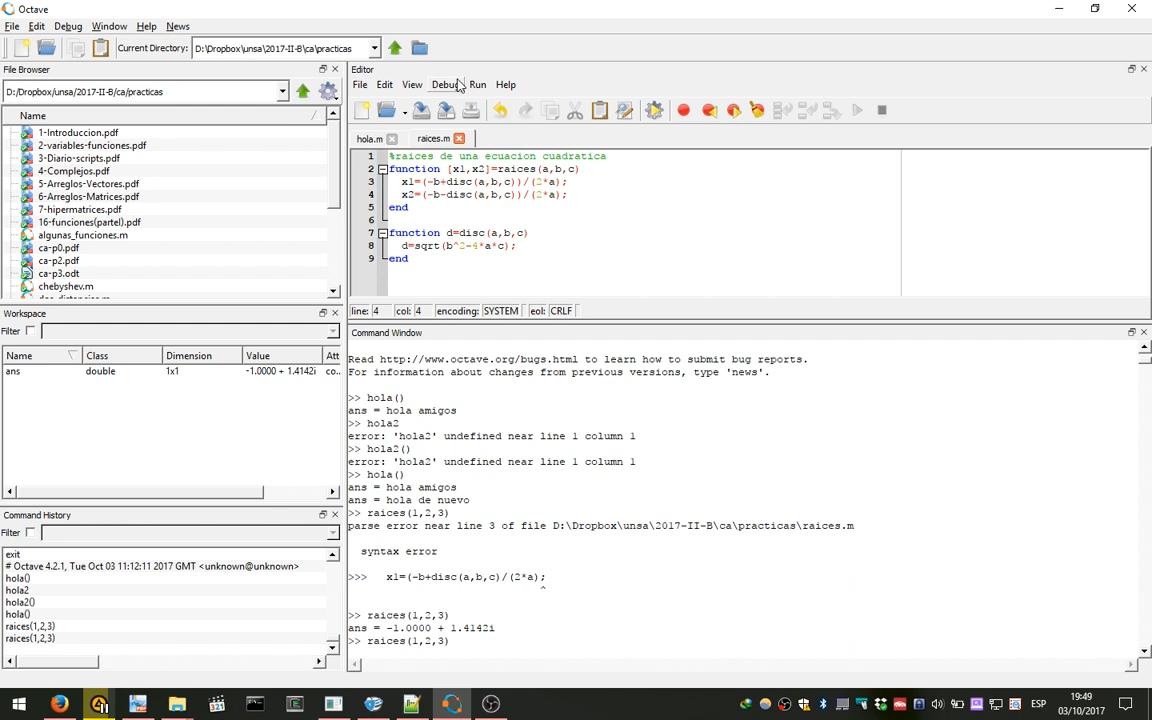 Octave
File Edit Debug Window Help News
Current Directory: D:\Dropbox\unsa\2017-II-B\ca\practicas
File Browser
D:/Dropbox/unsa/2017-II-B/ca/practicas
Name
1-Introduccion.pdf
2-variables-funciones.pdf
3-Diario-scripts.pdf
4-Complejos.pdf
5-Arreglos-Vectores.pdf
6-Arreglos-Matrices.pdf
7-hipermatrices.pdf
16-funciones(parteI).pdf
algunas_funciones.m
ca-p0.pdf
ca-p2.pdf
ca-p3.odt
chebyshev.m
Workspace
Filter
Name Class Dimension Value Att
ans double 1x1 -1.0000 + 1.4142i co...
Command History
Filter
exit
# Octave 4.2.1, Tue Oct 03 11:12:11 2017 GMT <unknown@unknown>
hola()
hola2
hola2()
hola()
raices(1,2,3)
raices(1,2,3)
Editor
File Edit View Debug Run Help
hola.m raices.m
1 %raices de una ecuacion cuadratica
2 function [x1,x2]=raices(a,b,c)
3 x1=(-b+disc(a,b,c))/(2*a);
4 x2=(-b-disc(a,b,c))/(2*a);
5 end
6
7 function d=disc(a,b,c)
8 d=sqrt(b^2-4*a*c);
9 end
line: 4 col: 4 encoding: SYSTEM eol: CRLF
Command Window
Read http://www.octave.org/bugs.html to learn how to submit bug reports.
For information about changes from previous versions, type 'news'.
>> hola()
ans = hola amigos
>> hola2
error: 'hola2' undefined near line 1 column 1
>> hola2()
error: 'hola2' undefined near line 1 column 1
>> hola()
ans = hola amigos
ans = hola de nuevo
>> raices(1,2,3)
parse error near line 3 of file D:\Dropbox\unsa\2017-II-B\ca\practicas\raices.m
syntax error
>>> x1=(-b+disc(a,b,c)/(2*a);
^
>> raices(1,2,3)
ans = -1.0000 + 1.4142i
>> raices(1,2,3)
ESP
19:49
03/10/2017